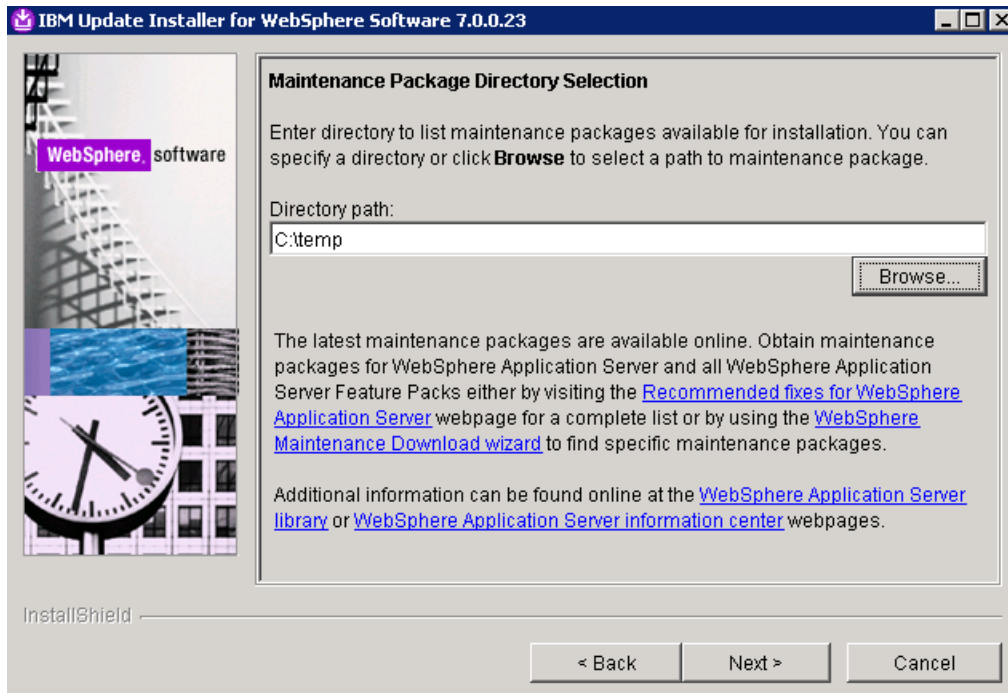 IBM Update Installer for WebSphere Software 7.0.0.23
WebSphere. software
Maintenance Package Directory Selection
Enter directory to list maintenance packages available for installation. You can
specify a directory or click Browse to select a path to maintenance package.
Directory path:
C:\temp
Browse...
The latest maintenance packages are available online. Obtain maintenance
packages for WebSphere Application Server and all WebSphere Application
Server Feature Packs either by visiting the Recommended fixes for WebSphere
Application Server webpage for a complete list or by using the WebSphere
Maintenance Download wizard to find specific maintenance packages.
Additional information can be found online at the WebSphere Application Server
library or WebSphere Application Server information center webpages.
InstallShield
< Back
Next >
Cancel